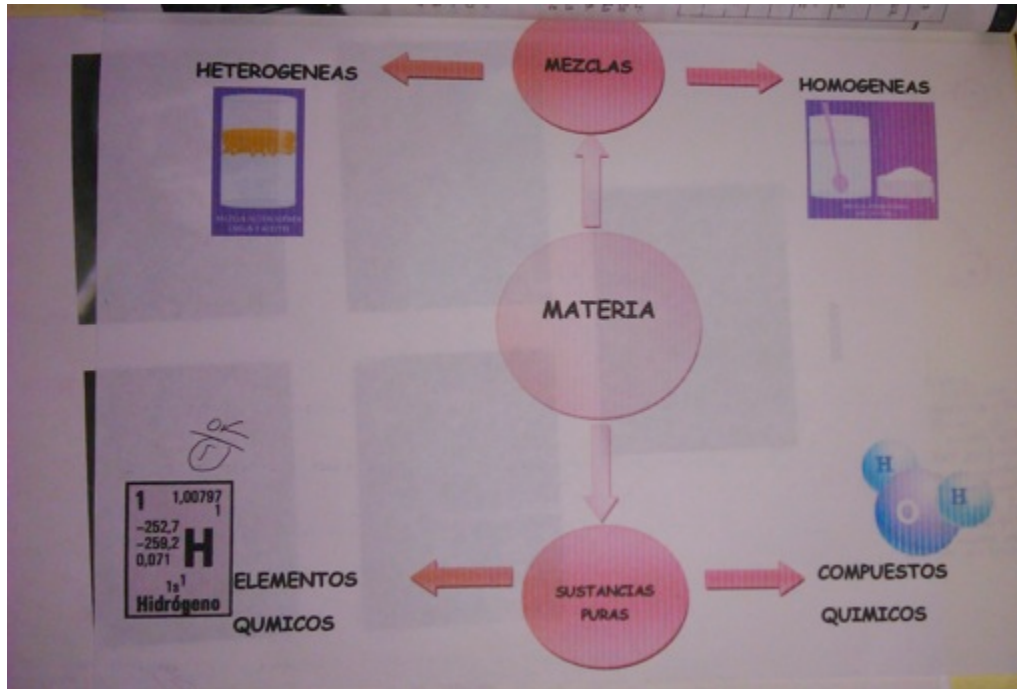 MEZCLAS
HETEROGENEAS
HOMOGENEAS
MATERIA
OK
1 1,00797
1
-252,7
-259,2
0,071
H
1s1
Hidrógeno
ELEMENTOS
QUMICOS
SUSTANCIAS
PURAS
H
H
O
COMPUESTOS
QUIMICOS